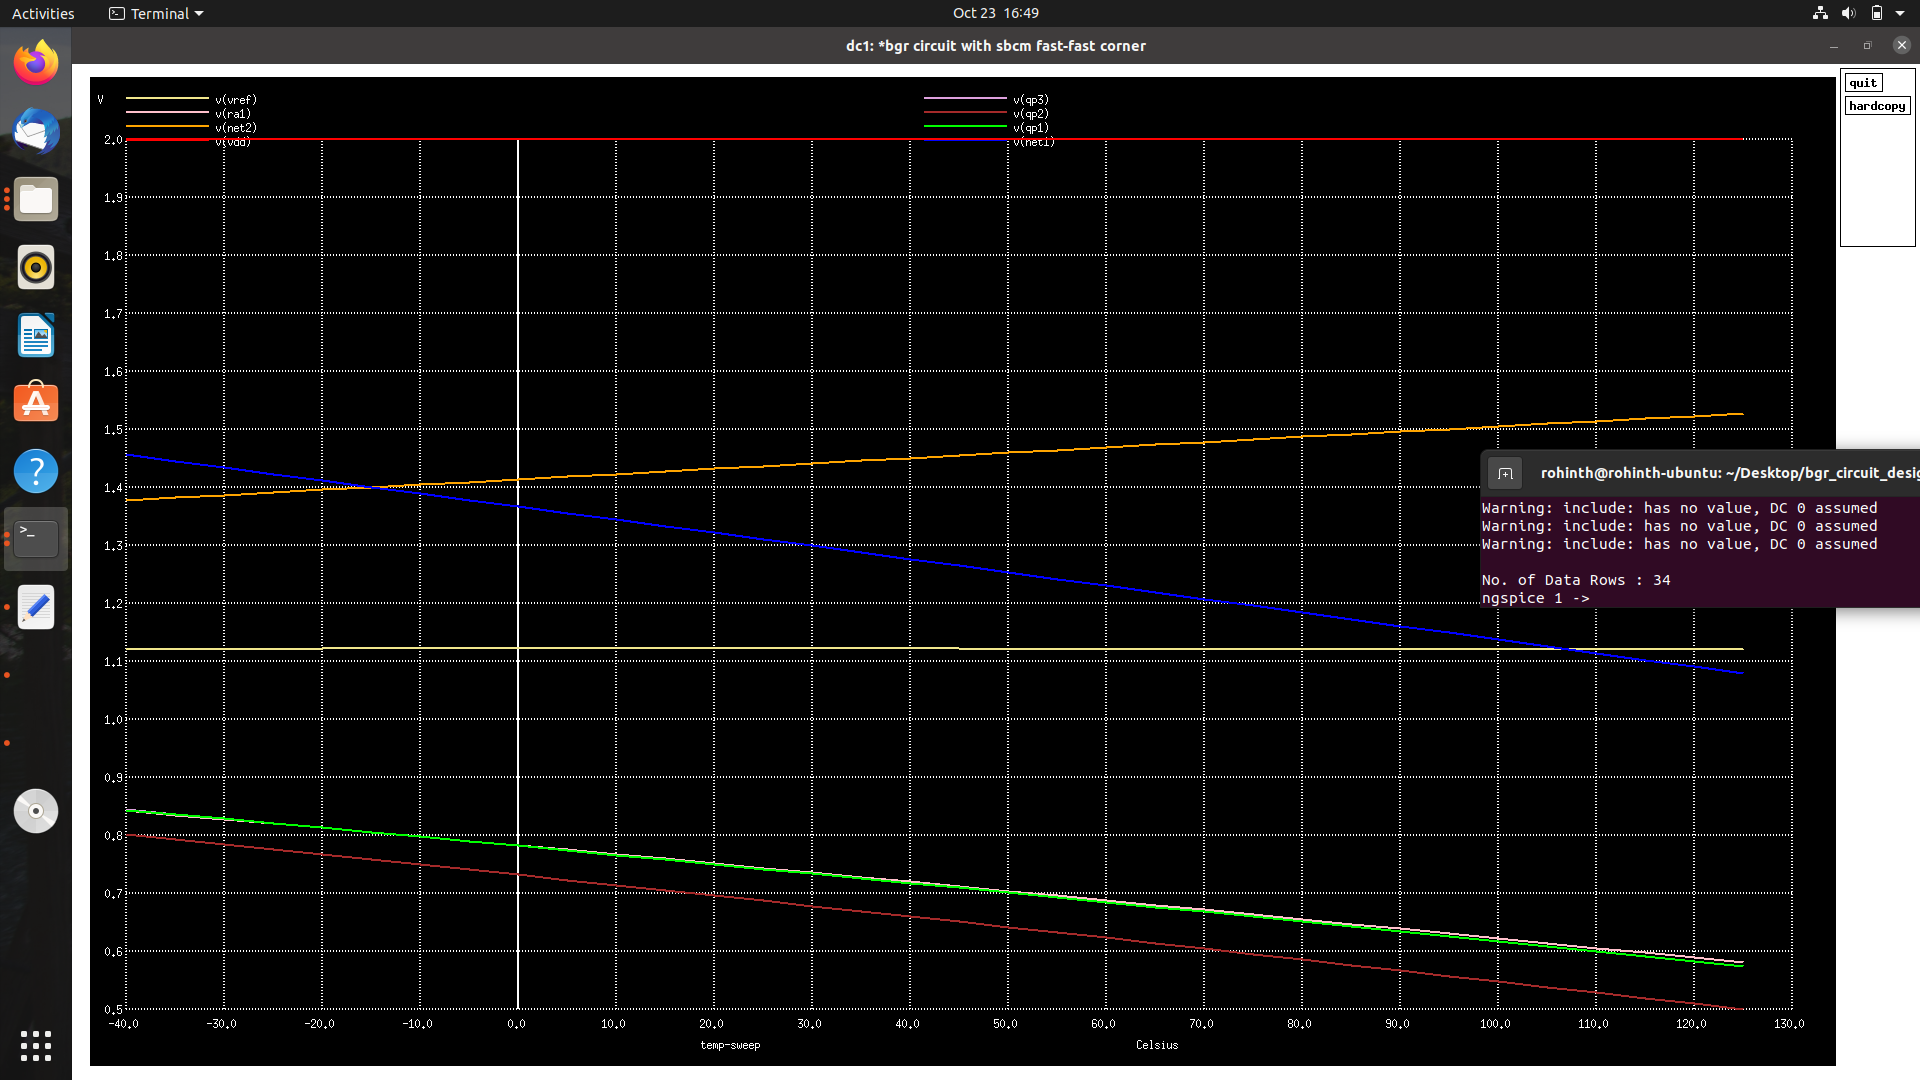 Activities Terminal Oct 23 16:49
dc1: *bgr circuit with sbcm fast-fast corner
quit
hardcopy
V
v(vref)
v(ra1)
v(net2)
v(vdd)
v(qp3)
v(qp2)
v(qp1)
v(net1)
2.0
1.9
1.8
1.7
1.6
1.5
1.4
1.3
1.2
1.1
1.0
0.9
0.8
0.7
0.6
0.5
-40.0 -30.0 -20.0 -10.0 0.0 10.0 20.0 30.0 40.0 50.0 60.0 70.0 80.0 90.0 100.0 110.0 120.0 130.0
temp-sweep Celsius
rohinth@rohinth-ubuntu: ~/Desktop/bgr_circuit_desig
Warning: include: has no value, DC 0 assumed
Warning: include: has no value, DC 0 assumed
Warning: include: has no value, DC 0 assumed
No. of Data Rows : 34
ngspice 1 ->